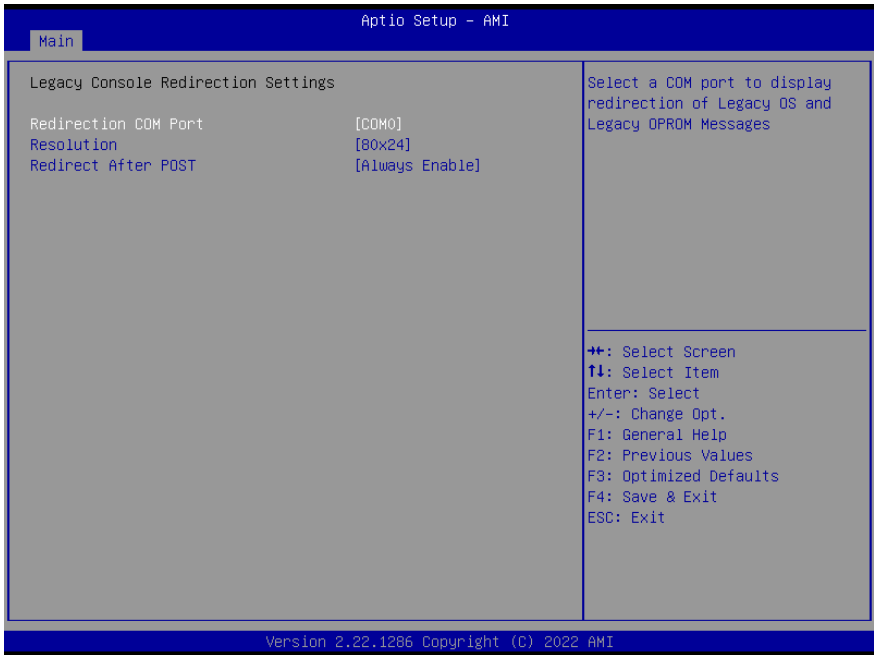 Aptio Setup – AMI
Main
Legacy Console Redirection Settings
Redirection COM Port [COM0]
Resolution [80x24]
Redirect After POST [Always Enable]
Select a COM port to display
redirection of Legacy OS and
Legacy OPROM Messages
→←: Select Screen
↑↓: Select Item
Enter: Select
+/-: Change Opt.
F1: General Help
F2: Previous Values
F3: Optimized Defaults
F4: Save & Exit
ESC: Exit
Version 2.22.1286 Copyright (C) 2022 AMI